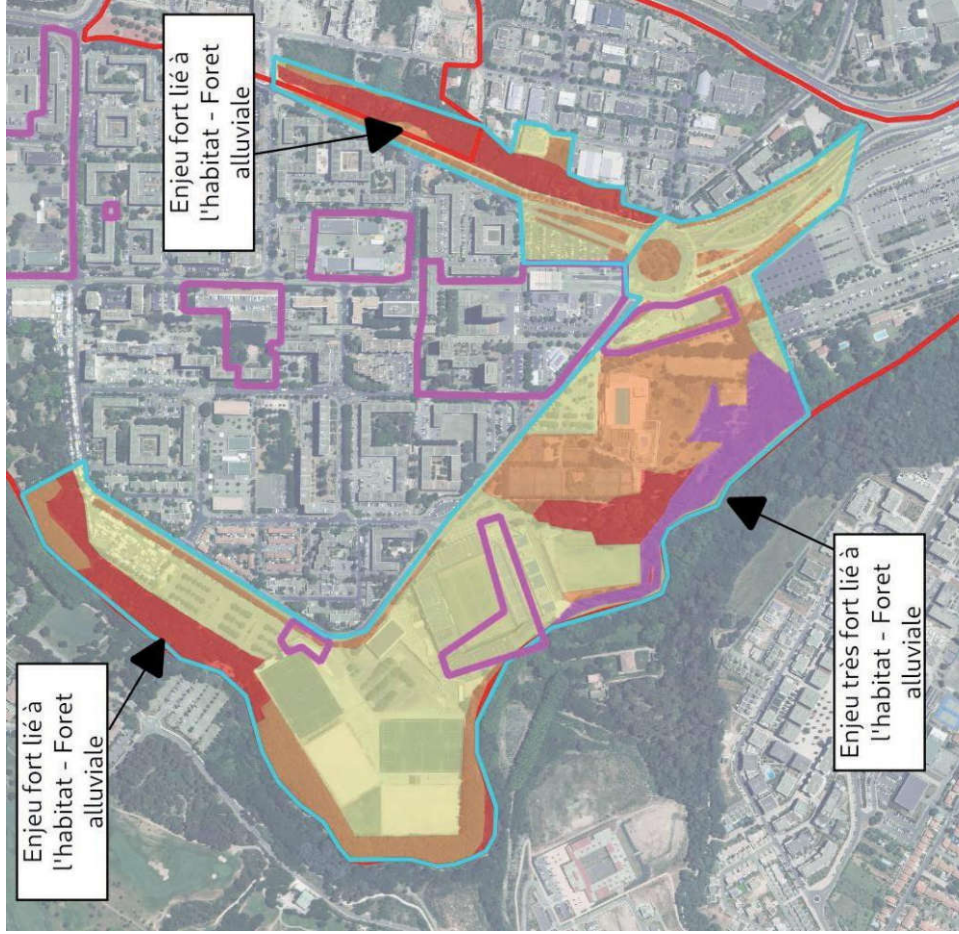 Enjeu fort lié à
l'habitat - Foret
alluviale
Enjeu fort lié à
l'habitat - Foret
alluviale
Enjeu très fort lié à
l'habitat - Foret
alluviale